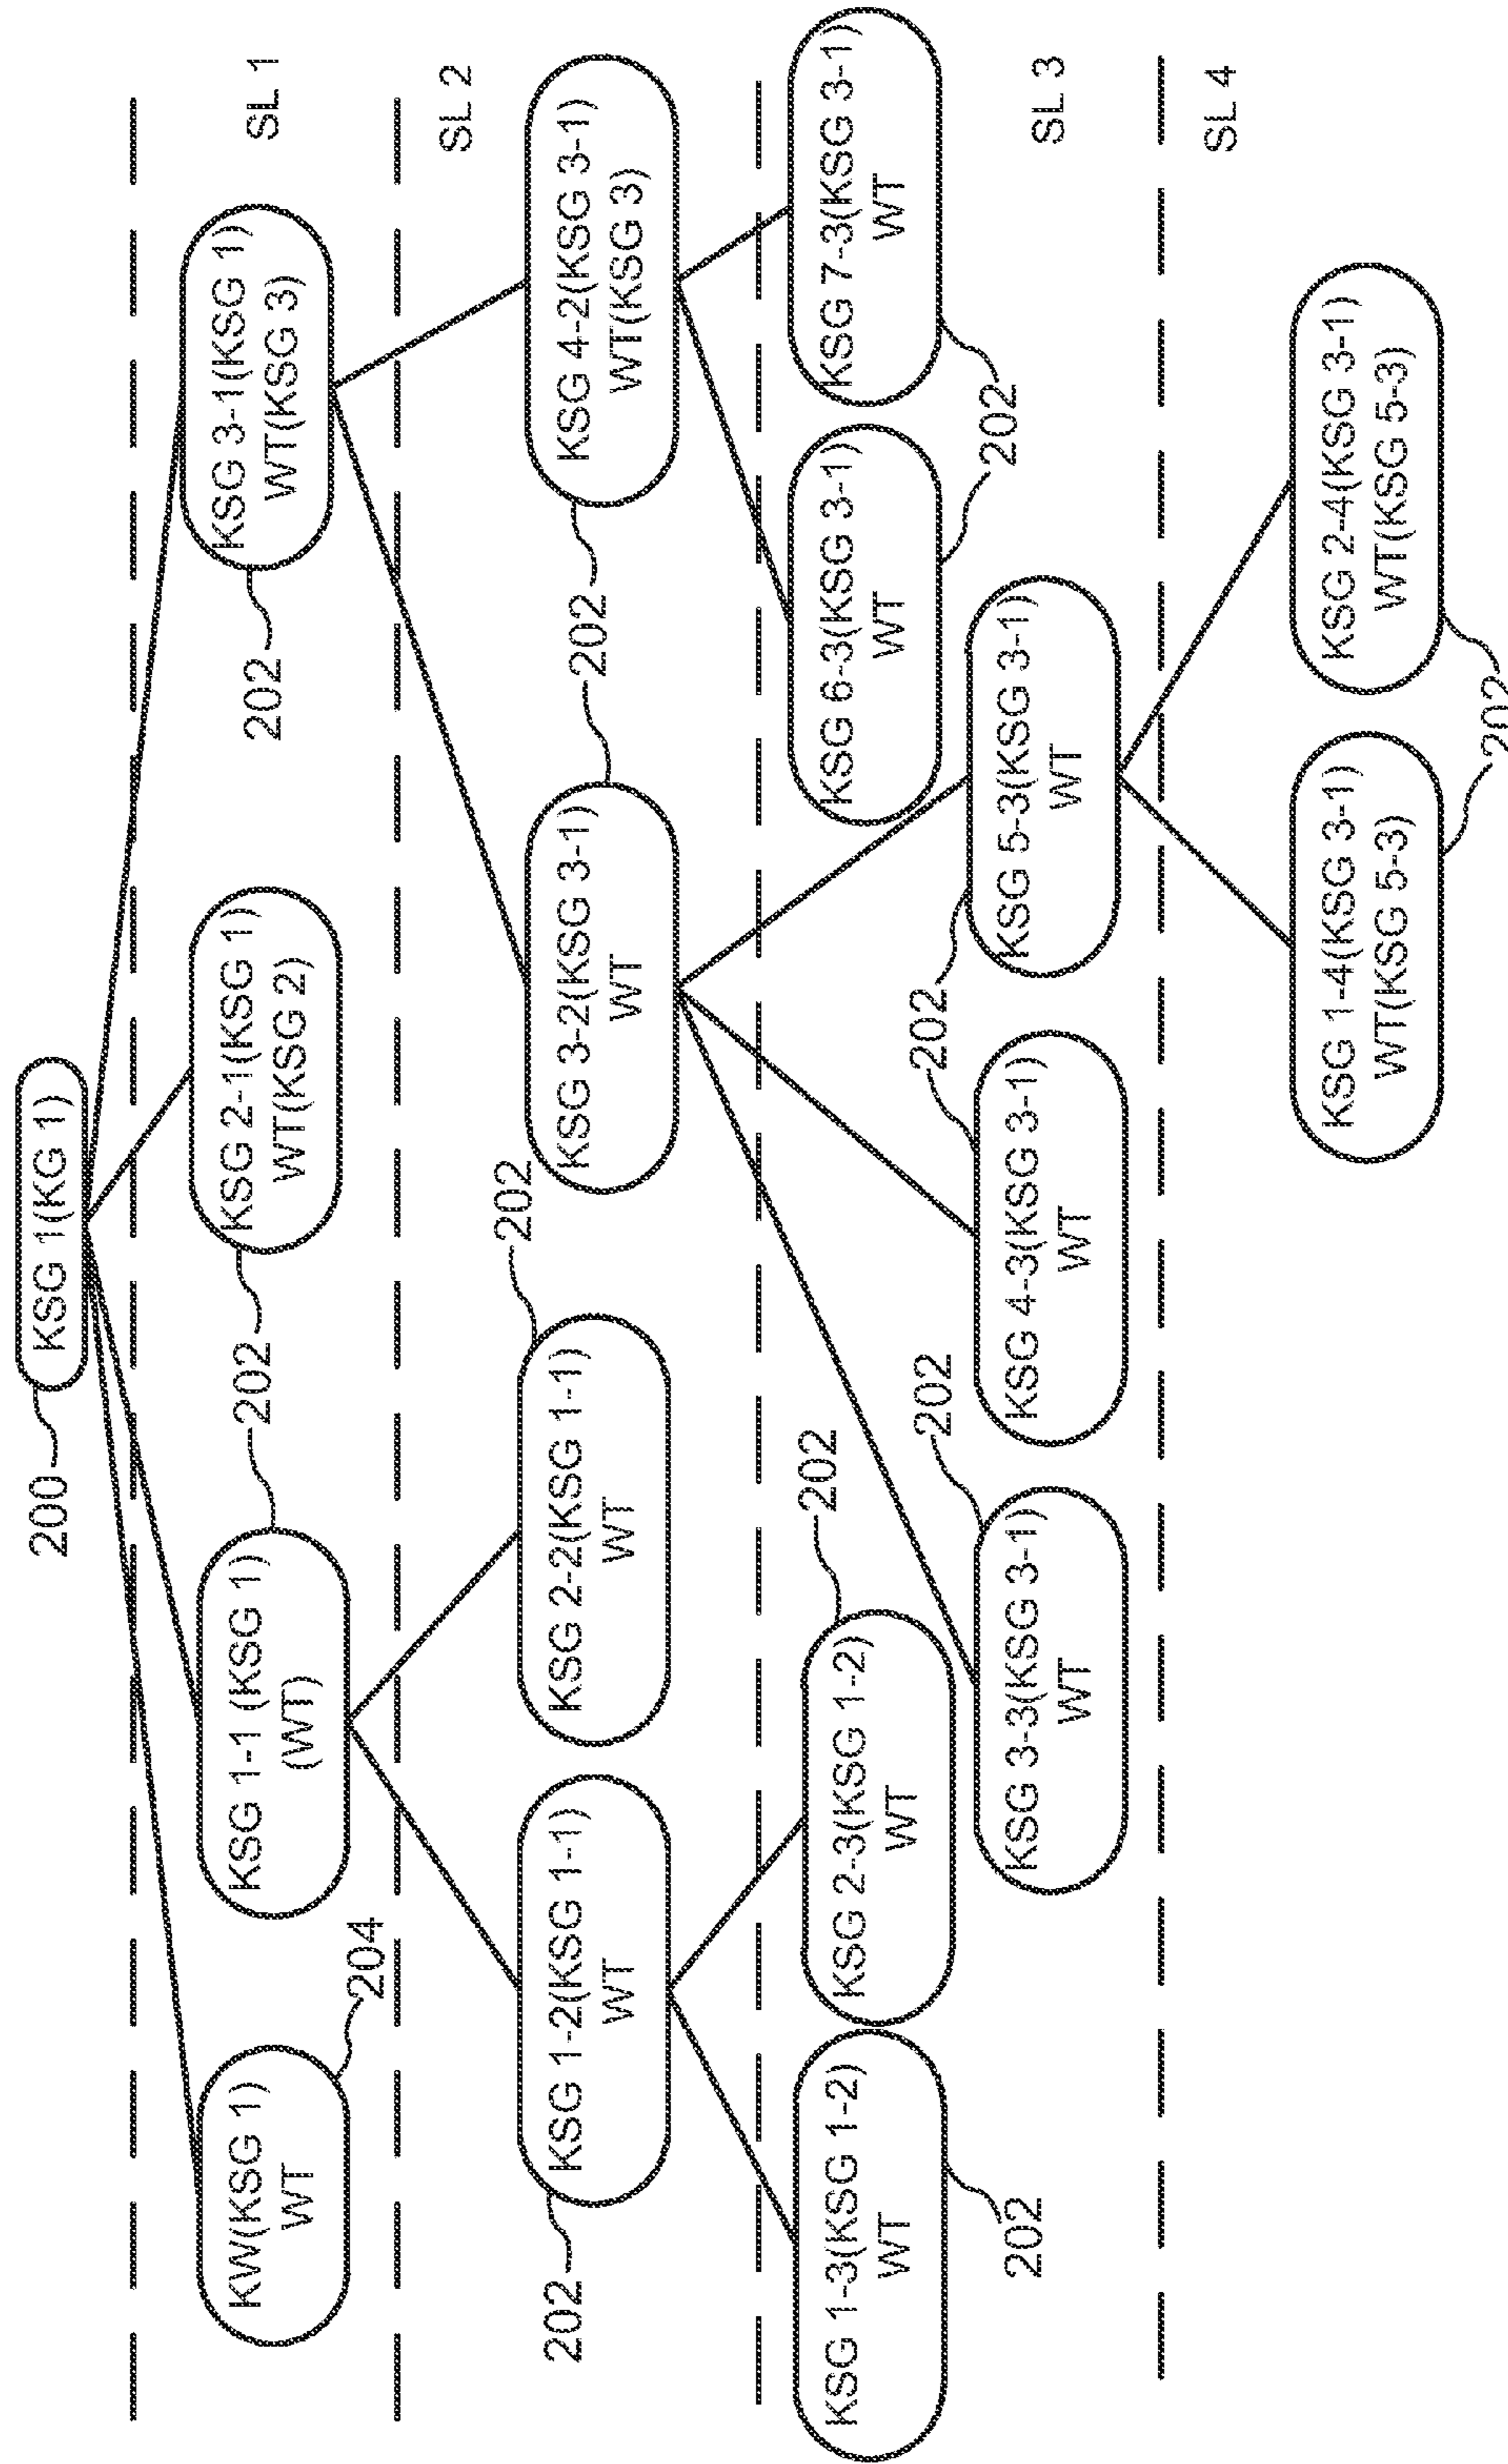 KSG 1(KG 1)
200
SL 1
KW(KSG 1)
WT
204
KSG 1-1 (KSG 1)
(WT)
202
KSG 2-1(KSG 1)
WT(KSG 2)
202
KSG 3-1(KSG 1)
WT(KSG 3)
202
SL 2
KSG 1-2(KSG 1-1)
WT
202
KSG 2-2(KSG 1-1)
WT
202
KSG 3-2(KSG 3-1)
WT
202
KSG 4-2(KSG 3-1)
WT(KSG 3)
202
KSG 1-3(KSG 1-2)
WT
202
KSG 2-3(KSG 1-2)
WT
202
KSG 6-3(KSG 3-1)
WT
KSG 7-3(KSG 3-1)
WT
202
KSG 3-3(KSG 3-1)
WT
202
KSG 4-3(KSG 3-1)
WT
202
KSG 5-3(KSG 3-1)
WT
SL 3
SL 4
KSG 1-4(KSG 3-1)
WT(KSG 5-3)
KSG 2-4(KSG 3-1)
WT(KSG 5-3)
202